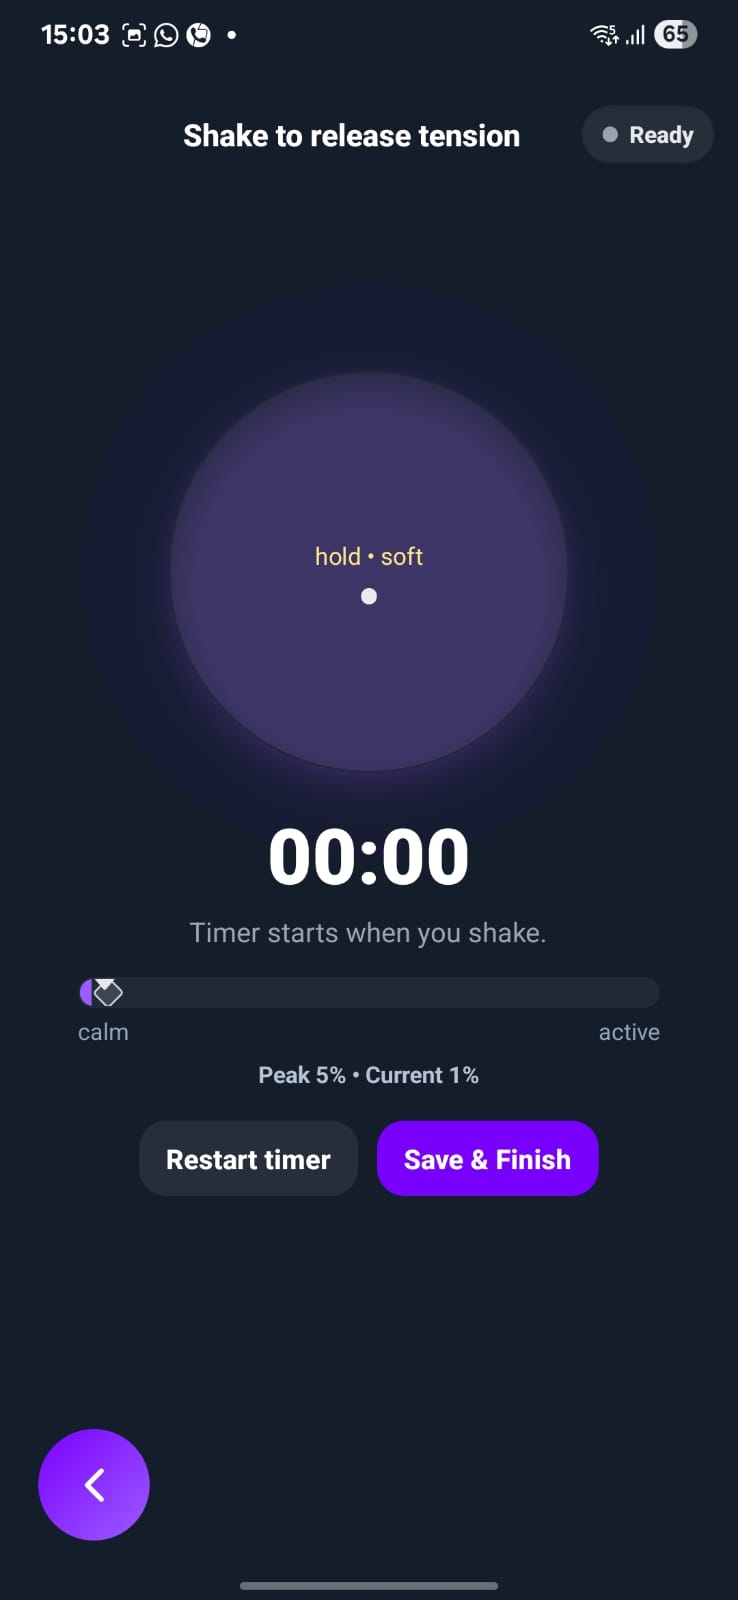 15:03
5
65
Shake to release tension
Ready
hold • soft
00:00
Timer starts when you shake.
calm
active
Peak 5% • Current 1%
Restart timer
Save & Finish